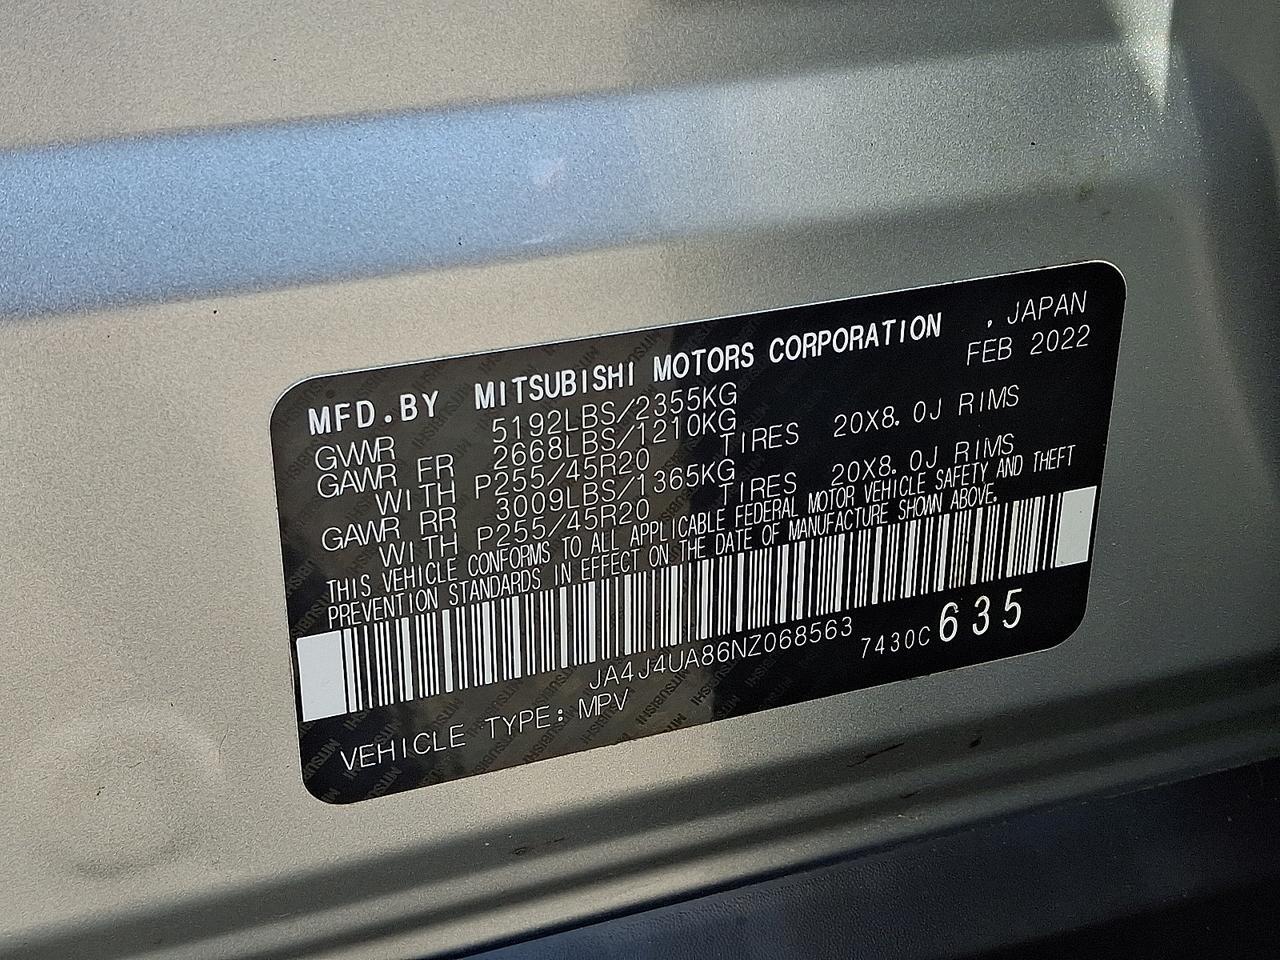 MFD.BY MITSUBISHI MOTORS CORPORATION , JAPAN
FEB 2022
GWVR 5192LBS/2355KG
GAWR FR 2668LBS/1210KG
WITH P255/45R20 TIRES 20X8.0J RIMS
GAWR RR 3009LBS/1365KG
WITH P255/45R20 TIRES 20X8.0J RIMS
THIS VEHICLE CONFORMS TO ALL APPLICABLE FEDERAL MOTOR VEHICLE SAFETY AND THEFT
PREVENTION STANDARDS IN EFFECT ON THE DATE OF MANUFACTURE SHOWN ABOVE.
JA4J4UA86NZ068563 7430C 635
VEHICLE TYPE: MPV